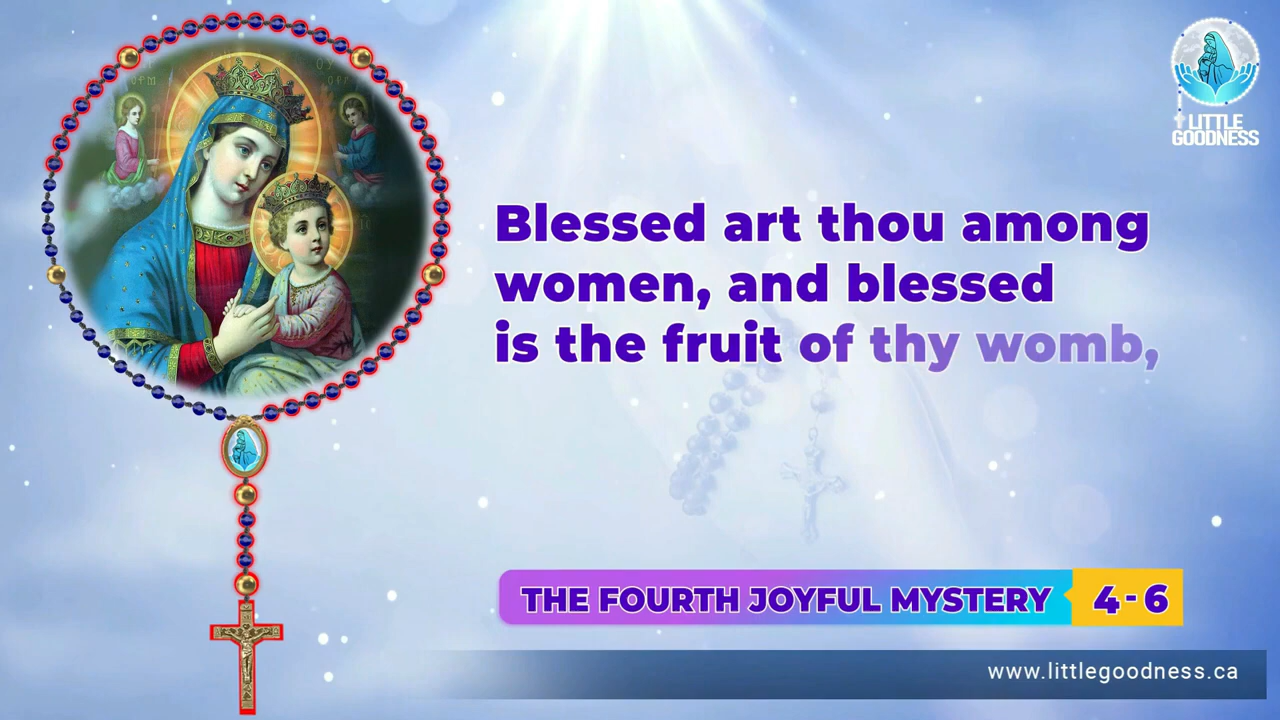 LITTLE
GOODNESS
Blessed art thou among
women, and blessed
is the fruit of thy womb,
THE FOURTH JOYFUL MYSTERY 4-6
www.littlegoodness.ca